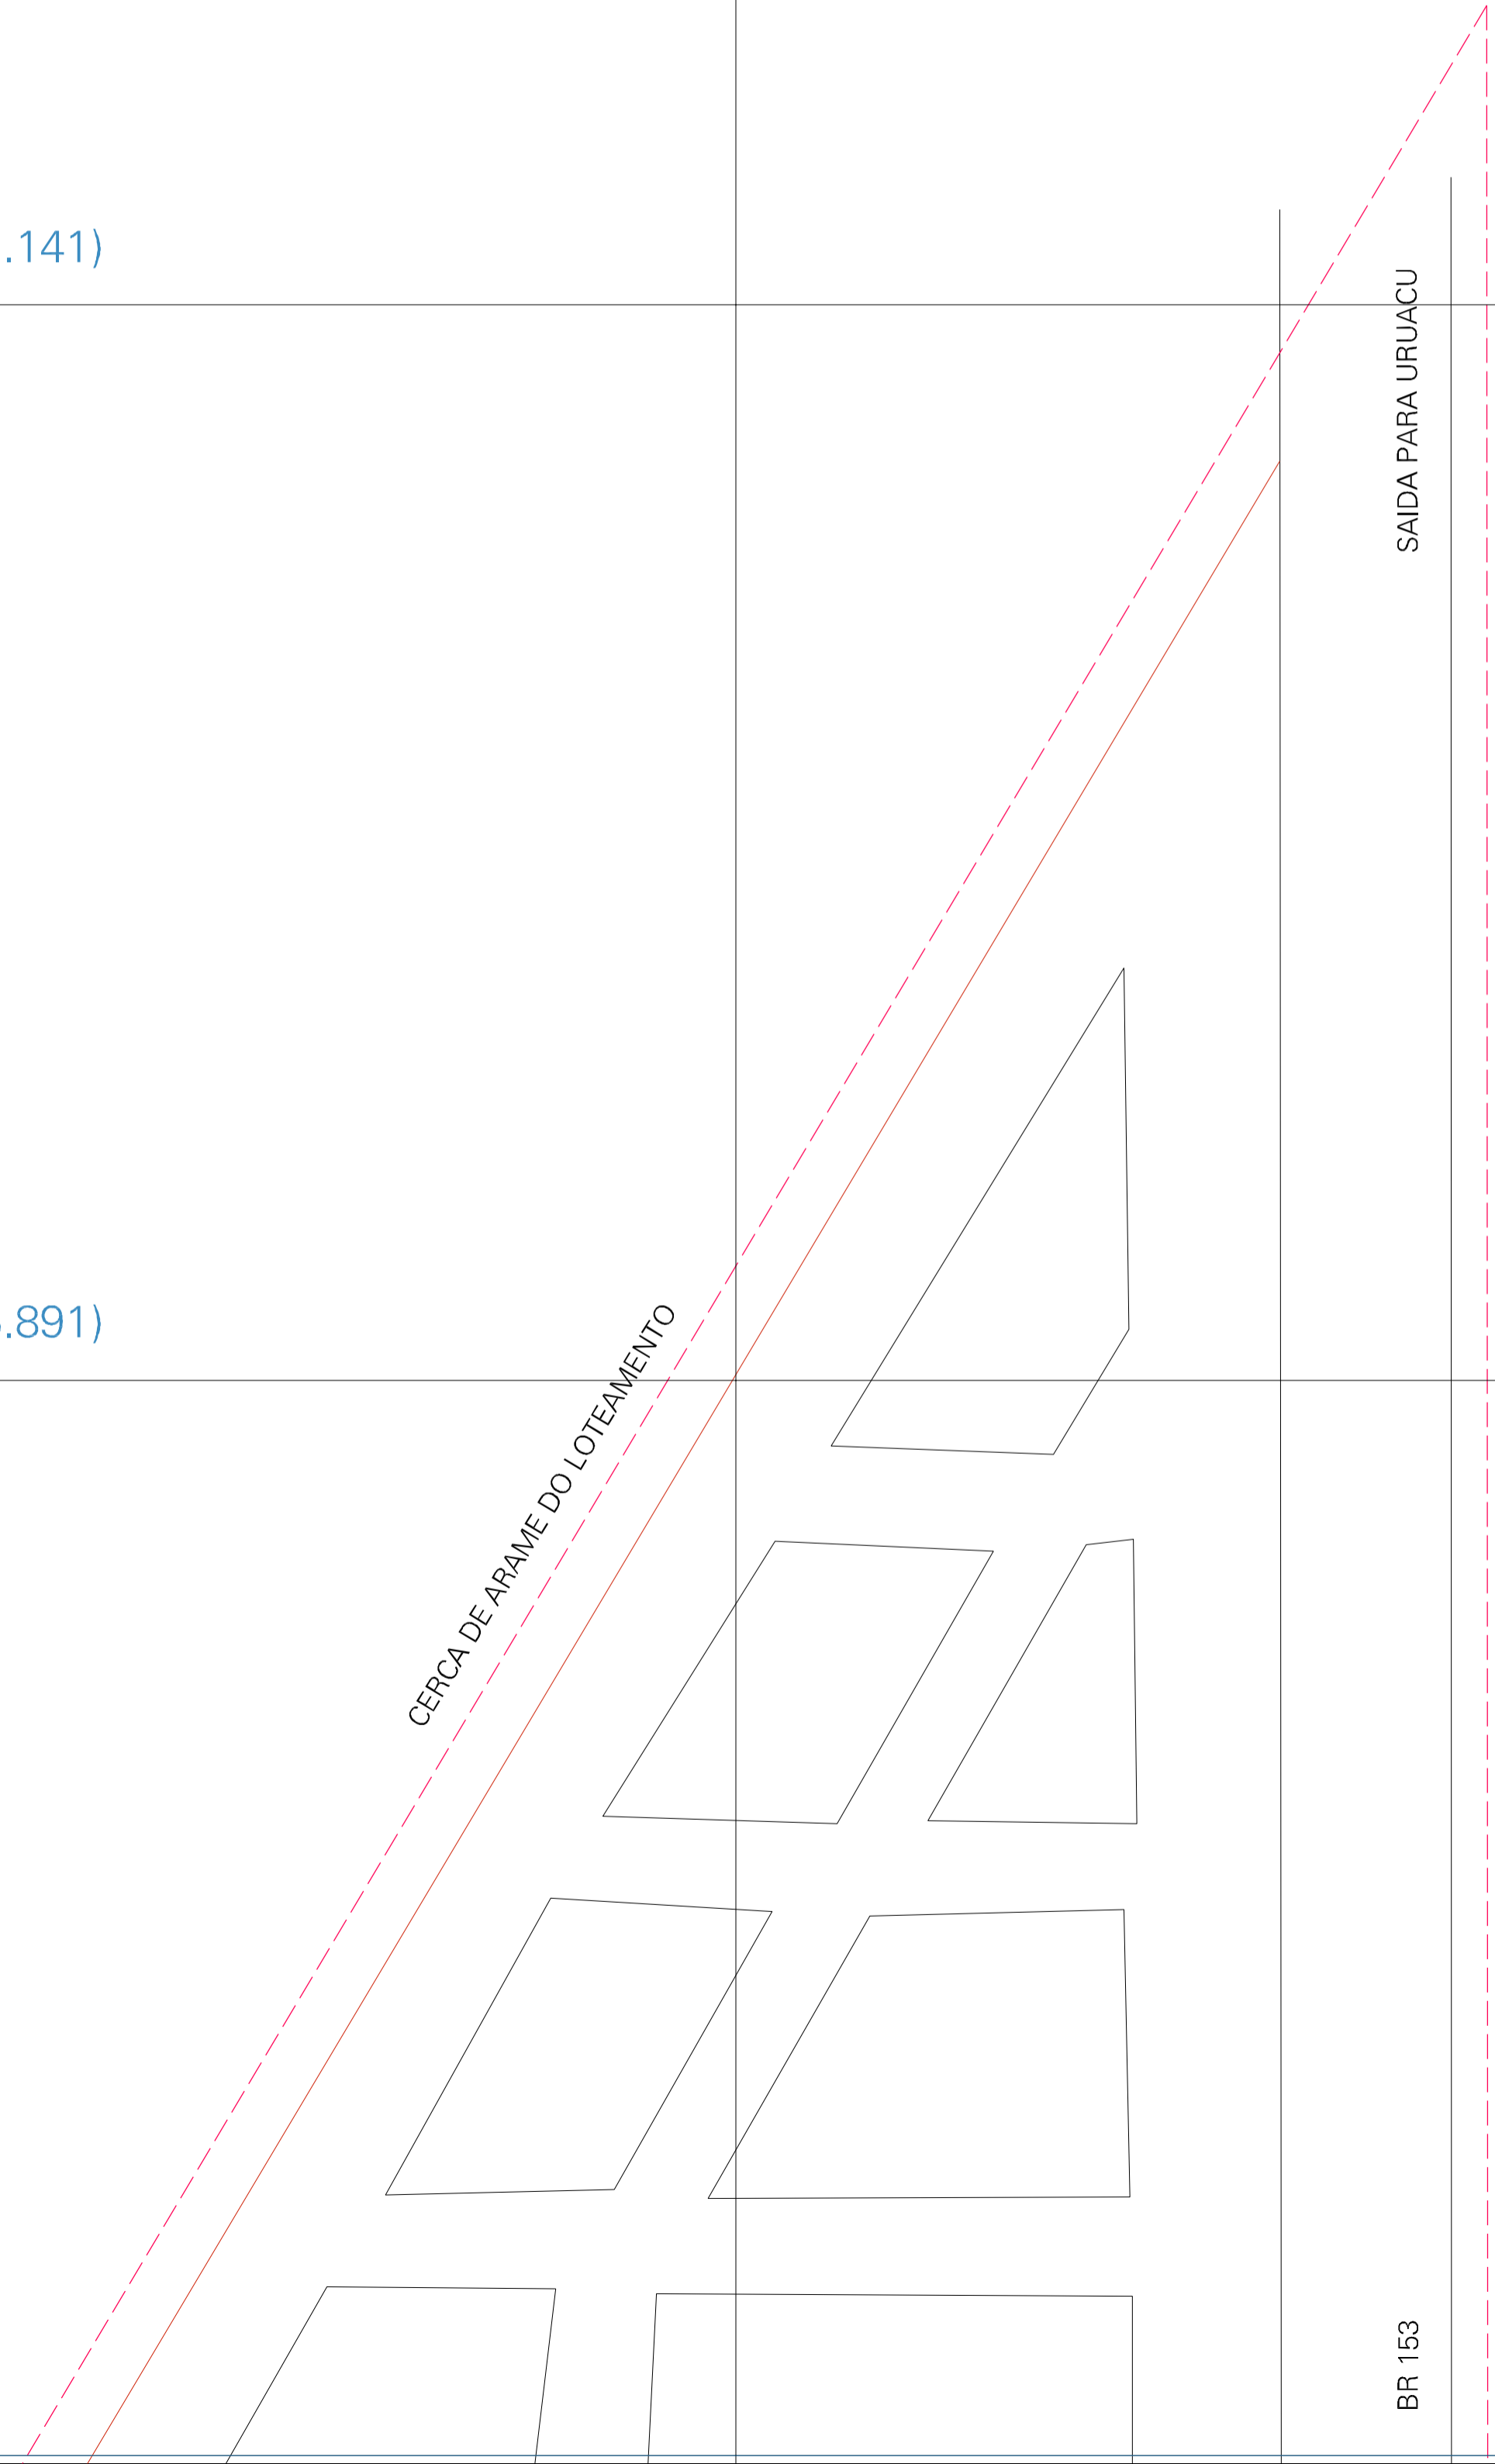 .141)
SAIDA PARA URUACU
.891)
CERCA DE ARAME DO LOTEAMENTO
BR 153